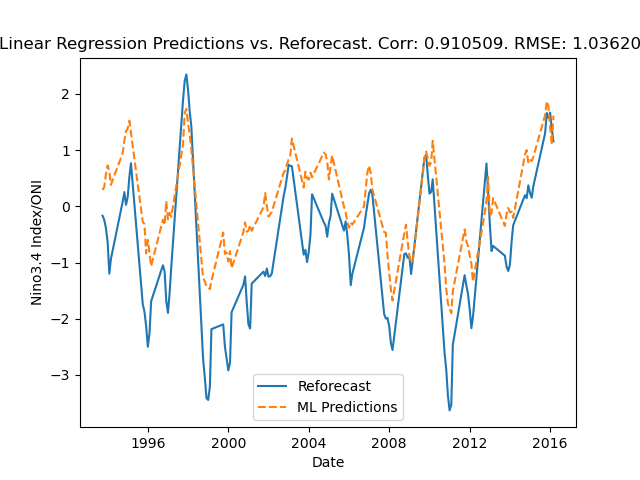 Linear Regression Predictions vs. Reforecast. Corr: 0.910509. RMSE: 1.03620
Nino3.4 Index/ONI
2
1
0
−1
−2
−3
1996
2000
2004
2008
2012
2016
Date
Reforecast
ML Predictions